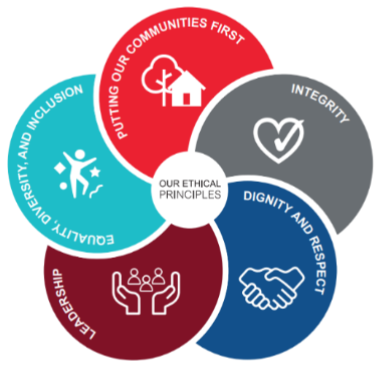 PUTTING OUR COMMUNITIES FIRST
INTEGRITY
DIGNITY AND RESPECT
LEADERSHIP
EQUALITY, DIVERSITY, AND INCLUSION
OUR ETHICAL
PRINCIPLES